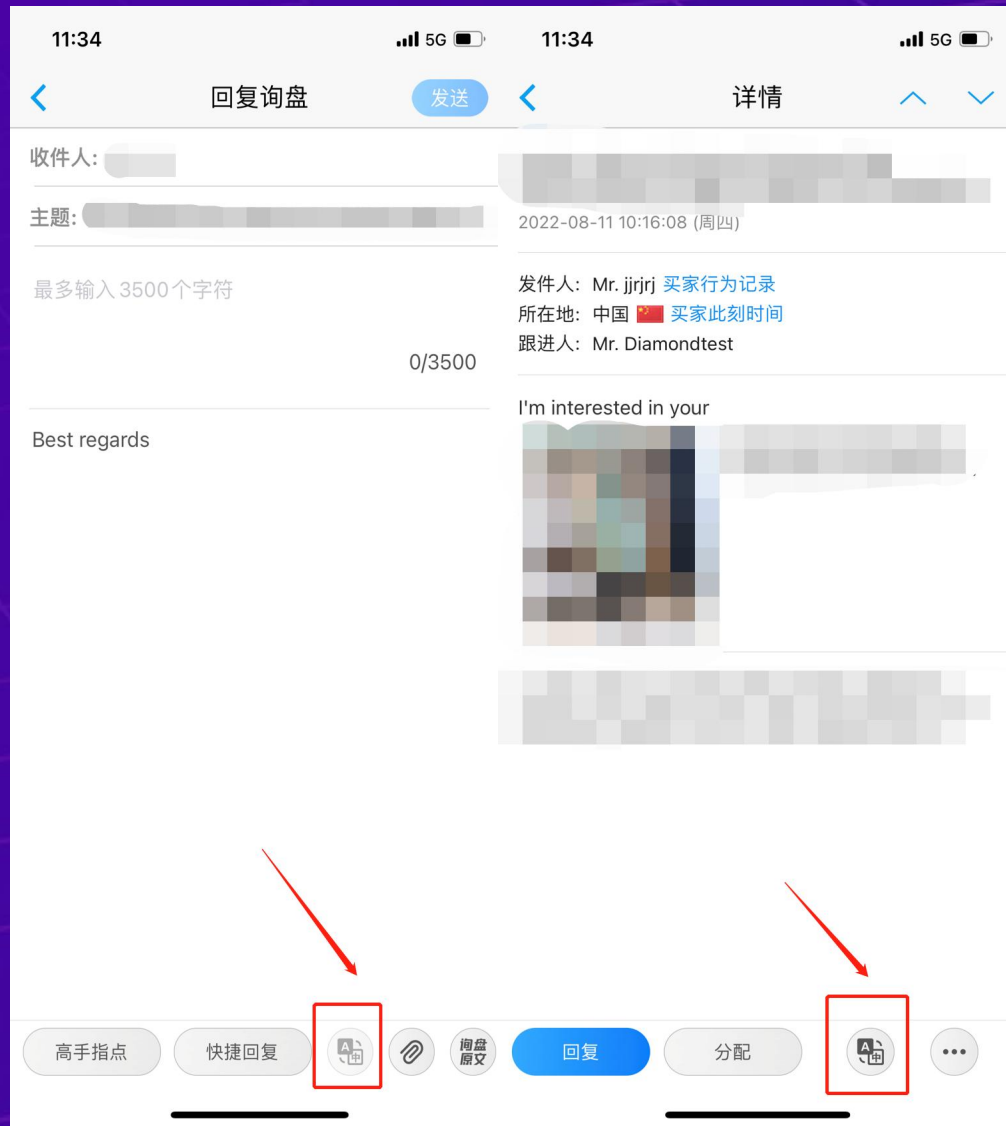 11:34
5G
回复询盘
发送
收件人:
主题:
最多输入3500个字符
0/3500
Best regards
高手指点
快捷回复
A中
询盘
原文
11:34
5G
详情
2022-08-11 10:16:08 (周四)
发件人: Mr. jjrjrj 买家行为记录
所在地: 中国 买家此刻时间
跟进人: Mr. Diamondtest
I'm interested in your
回复
分配
A中